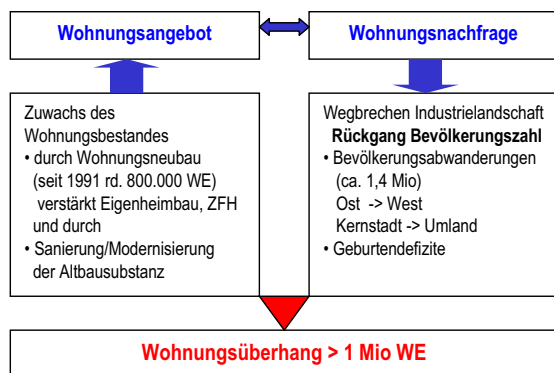 Wohnungsangebot
Wohnungsnachfrage
Zuwachs des
Wohnungsbestandes
• durch Wohnungsneubau
(seit 1991 rd. 800.000 WE)
verstärkt Eigenheimbau, ZFH
und durch
• Sanierung/Modernisierung
der Altbausubstanz
Wegbrechen Industrielandschaft
Rückgang Bevölkerungszahl
• Bevölkerungsabwanderungen
(ca. 1,4 Mio)
Ost -> West
Kernstadt -> Umland
• Geburtendefizite
Wohnungsüberhang > 1 Mio WE